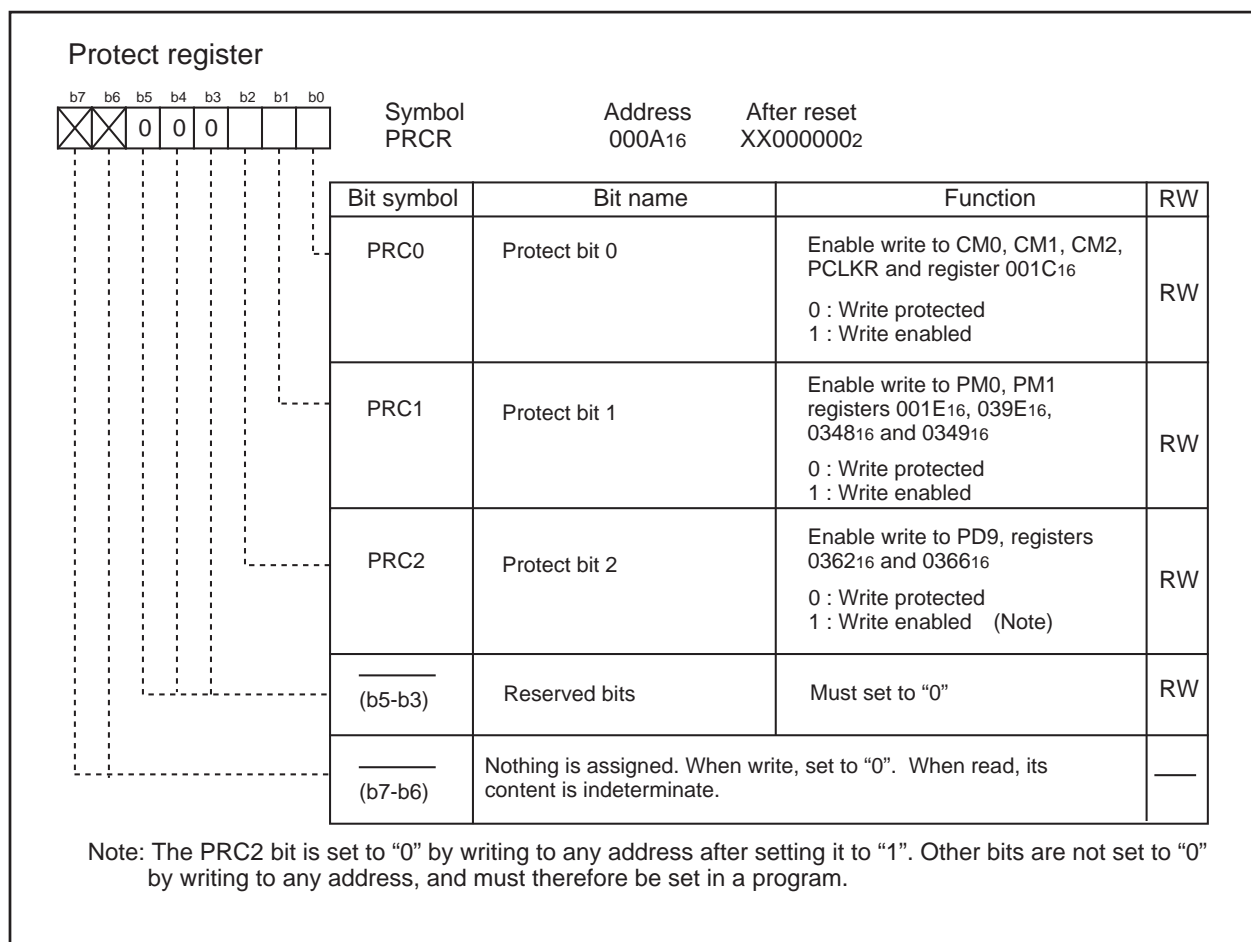 Protect register
b7 b6 b5 b4 b3 b2 b1 b0
0 0 0
Symbol Address After reset
PRCR 000A16 XX0000002
Bit symbol Bit name Function RW
PRC0 Protect bit 0 Enable write to CM0, CM1, CM2,
PCLKR and register 001C16
0 : Write protected
1 : Write enabled
RW
PRC1 Protect bit 1 Enable write to PM0, PM1
registers 001E16, 039E16,
034816 and 034916
0 : Write protected
1 : Write enabled
RW
PRC2 Protect bit 2 Enable write to PD9, registers
036216 and 036616
0 : Write protected
1 : Write enabled (Note)
RW
(b5-b3) Reserved bits Must set to “0” RW
(b7-b6) Nothing is assigned. When write, set to “0”. When read, its
content is indeterminate.
Note: The PRC2 bit is set to “0” by writing to any address after setting it to “1”. Other bits are not set to “0”
by writing to any address, and must therefore be set in a program.